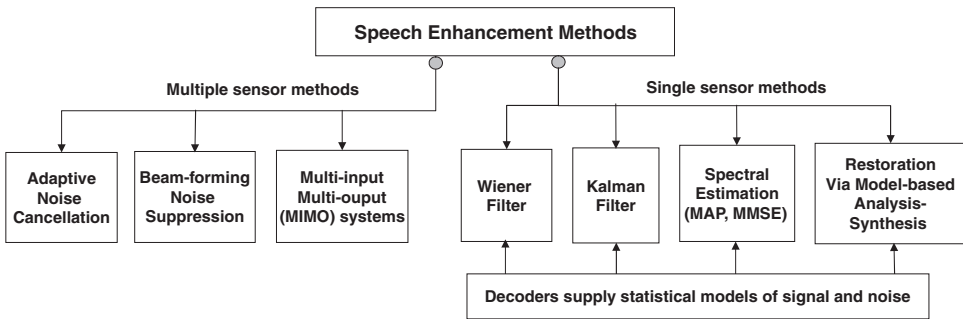 Speech Enhancement Methods
Multiple sensor methods
Single sensor methods
Adaptive
Noise
Cancellation
Beam-forming
Noise
Suppression
Multi-input
Multi-ouput
(MIMO) systems
Wiener
Filter
Kalman
Filter
Spectral
Estimation
(MAP, MMSE)
Restoration
Via Model-based
Analysis-
Synthesis
Decoders supply statistical models of signal and noise